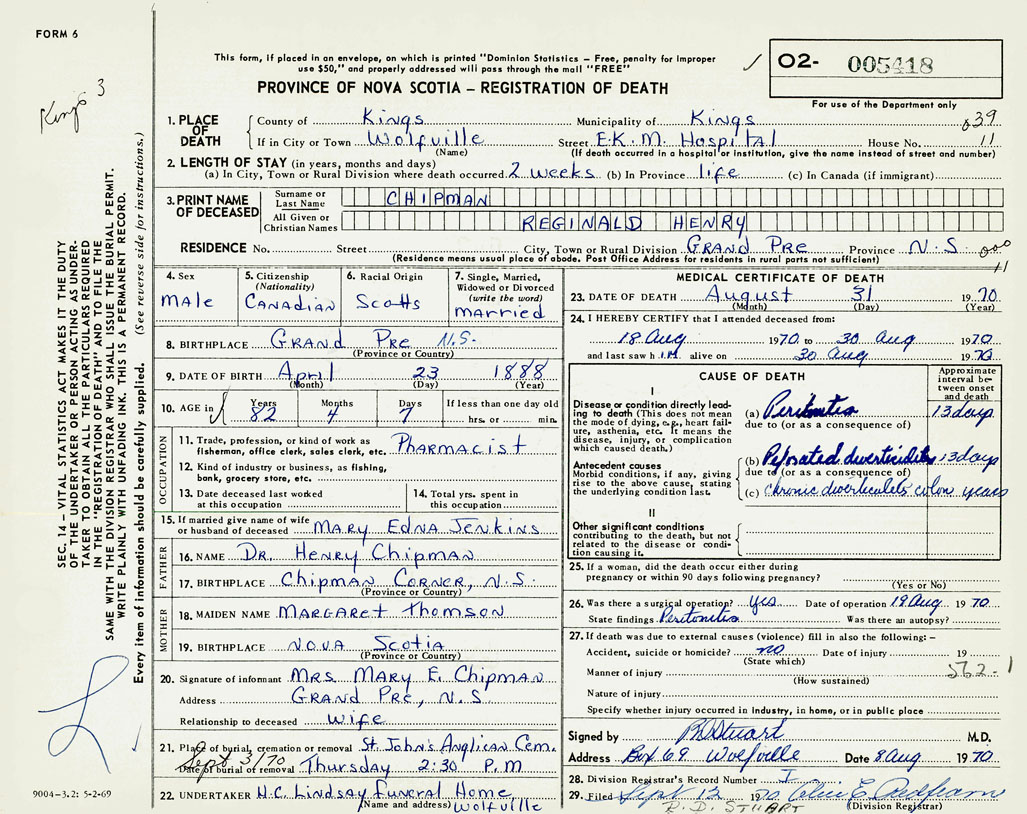 FORM 6
Kings 3
This form, if placed in an envelope, on which is printed "Dominion Statistics – Free, penalty for improper
use $50," and properly addressed will pass through the mail "FREE"
✓ O2- 005418
PROVINCE OF NOVA SCOTIA – REGISTRATION OF DEATH
For use of the Department only
1. PLACE OF DEATH { County of Kings Municipality of Kings 039
If in City or Town Wolfville Street E.K.M. Hospital House No. 11
(Name) (If death occurred in a hospital or institution, give the name instead of street and number)
2. LENGTH OF STAY (in years, months and days)
(a) In City, Town or Rural Division where death occurred 2 weeks (b) In Province life (c) In Canada (if immigrant)
3. PRINT NAME OF DECEASED { Surname or Last Name CHIPMAN
All Given or Christian Names REGINALD HENRY
RESIDENCE No. Street City, Town or Rural Division GRAND PRE Province N.S. 000
(Residence means usual place of abode. Post Office Address for residents in rural parts not sufficient) 11
4. Sex 5. Citizenship (Nationality) 6. Racial Origin 7. Single, Married, Widowed or Divorced (write the word)
Male Canadian Scotts Married
8. BIRTHPLACE Grand Pre N.S.
(Province or Country)
9. DATE OF BIRTH April 23 1888
(Month) (Day) (Year)
10. AGE in { Years Months Days If less than one day old
82 4 7 hrs. or min.
OCCUPATION
11. Trade, profession, or kind of work as
fisherman, office clerk, sales clerk, etc. Pharmacist
12. Kind of industry or business, as fishing,
bank, grocery store, etc.
13. Date deceased last worked at this occupation 14. Total yrs. spent in this occupation
15. If married give name of wife
or husband of deceased Mary Edna Jenkins
FATHER
16. NAME Dr. Henry Chipman
17. BIRTHPLACE Chipman Corner, N.S.
(Province or Country)
MOTHER
18. MAIDEN NAME Margaret Thomson
19. BIRTHPLACE Nova Scotia
(Province or Country)
20. Signature of informant Mrs. Mary E. Chipman
Address Grand Pre, N.S
Relationship to deceased wife
21. Place of burial, cremation or removal St. John's Anglican Cem.
Sept 3/70
Date of burial of removal Thursday 2:30 P.M
22. UNDERTAKER W.C. Lindsay Funeral Home
(Name and address) Wolfville
MEDICAL CERTIFICATE OF DEATH
23. DATE OF DEATH August 31 1970
(Month) (Day) (Year)
24. I HEREBY CERTIFY that I attended deceased from:
18 Aug 1970 to 30 Aug 1970
and last saw h im alive on 30 Aug 1970
CAUSE OF DEATH
Approximate interval between onset and death
I
Disease or condition directly leading to death (This does not mean the mode of dying, e.g., heart failure, asthenia, etc. It means the disease, injury, or complication which caused death.)
(a) Peritonitis 13 days
due to (or as a consequence of)
Antecedent causes
Morbid conditions, if any, giving rise to the above cause, stating the underlying condition last.
(b) Peforated diverticulitis 13 days
due to (or as a consequence of)
(c) chronic diverticulitis colon years
II
Other significant conditions
contributing to the death, but not related to the disease or condition causing it.
25. If a woman, did the death occur either during
pregnancy or within 90 days following pregnancy?
(Yes or No)
26. Was there a surgical operation? Yes Date of operation 19 Aug 1970
State findings Peritonitis Was there an autopsy?
27. If death was due to external causes (violence) fill in also the following:–
Accident, suicide or homicide? no Date of injury 19
(State which)
Manner of injury 562-1
(How sustained)
Nature of injury
Specify whether injury occurred in industry, in home, or in public place
Signed by R D Stuart M.D.
Address Box 69 Wolfville Date 8 Aug 1970
28. Division Registrar's Record Number I
29. Filed Sept 12 1970
R. D. STUART (Division Registrar)
SEC. 14 – VITAL STATISTICS ACT MAKES IT THE DUTY
OF THE UNDERTAKER OR PERSON ACTING AS UNDERTAKER TO OBTAIN ALL THE PARTICULARS REQUIRED
IN THE "REGISTRATION OF DEATH" AND TO FILE THE
SAME WITH THE DIVISION REGISTRAR WHO SHALL ISSUE THE BURIAL PERMIT.
WRITE PLAINLY WITH UNFADING INK. THIS IS A PERMANENT RECORD.
Every item of information should be carefully supplied. (See reverse side for instructions.)
9004-3.2: 5-2-69